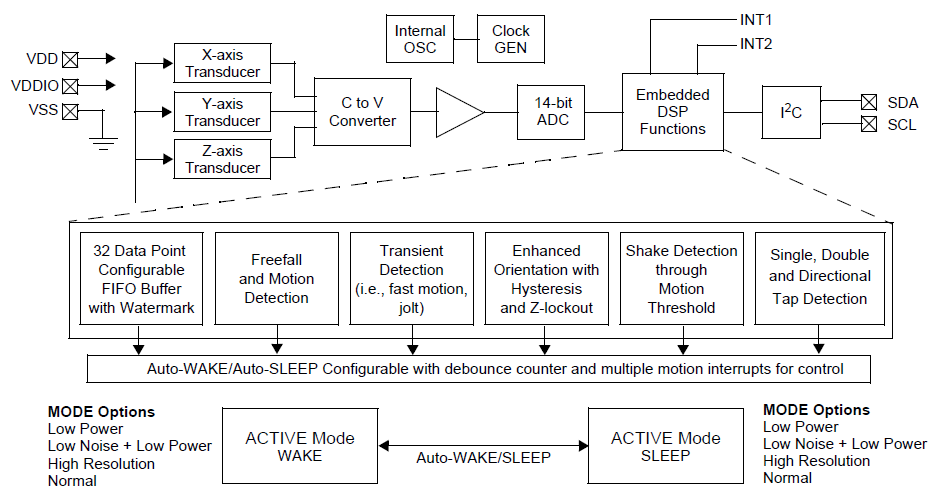 INT1
INT2
Internal
OSC
Clock
GEN
VDD
VDDIO
VSS
X-axis
Transducer
Y-axis
Transducer
Z-axis
Transducer
C to V
Converter
14-bit
ADC
Embedded
DSP
Functions
I²C
SDA
SCL
32 Data Point
Configurable
FIFO Buffer
with Watermark
Freefall
and Motion
Detection
Transient
Detection
(i.e., fast motion,
jolt)
Enhanced
Orientation with
Hysteresis
and Z-lockout
Shake Detection
through
Motion
Threshold
Single, Double
and Directional
Tap Detection
Auto-WAKE/Auto-SLEEP Configurable with debounce counter and multiple motion interrupts for control
MODE Options
Low Power
Low Noise + Low Power
High Resolution
Normal
ACTIVE Mode
WAKE
Auto-WAKE/SLEEP
ACTIVE Mode
SLEEP
MODE Options
Low Power
Low Noise + Low Power
High Resolution
Normal